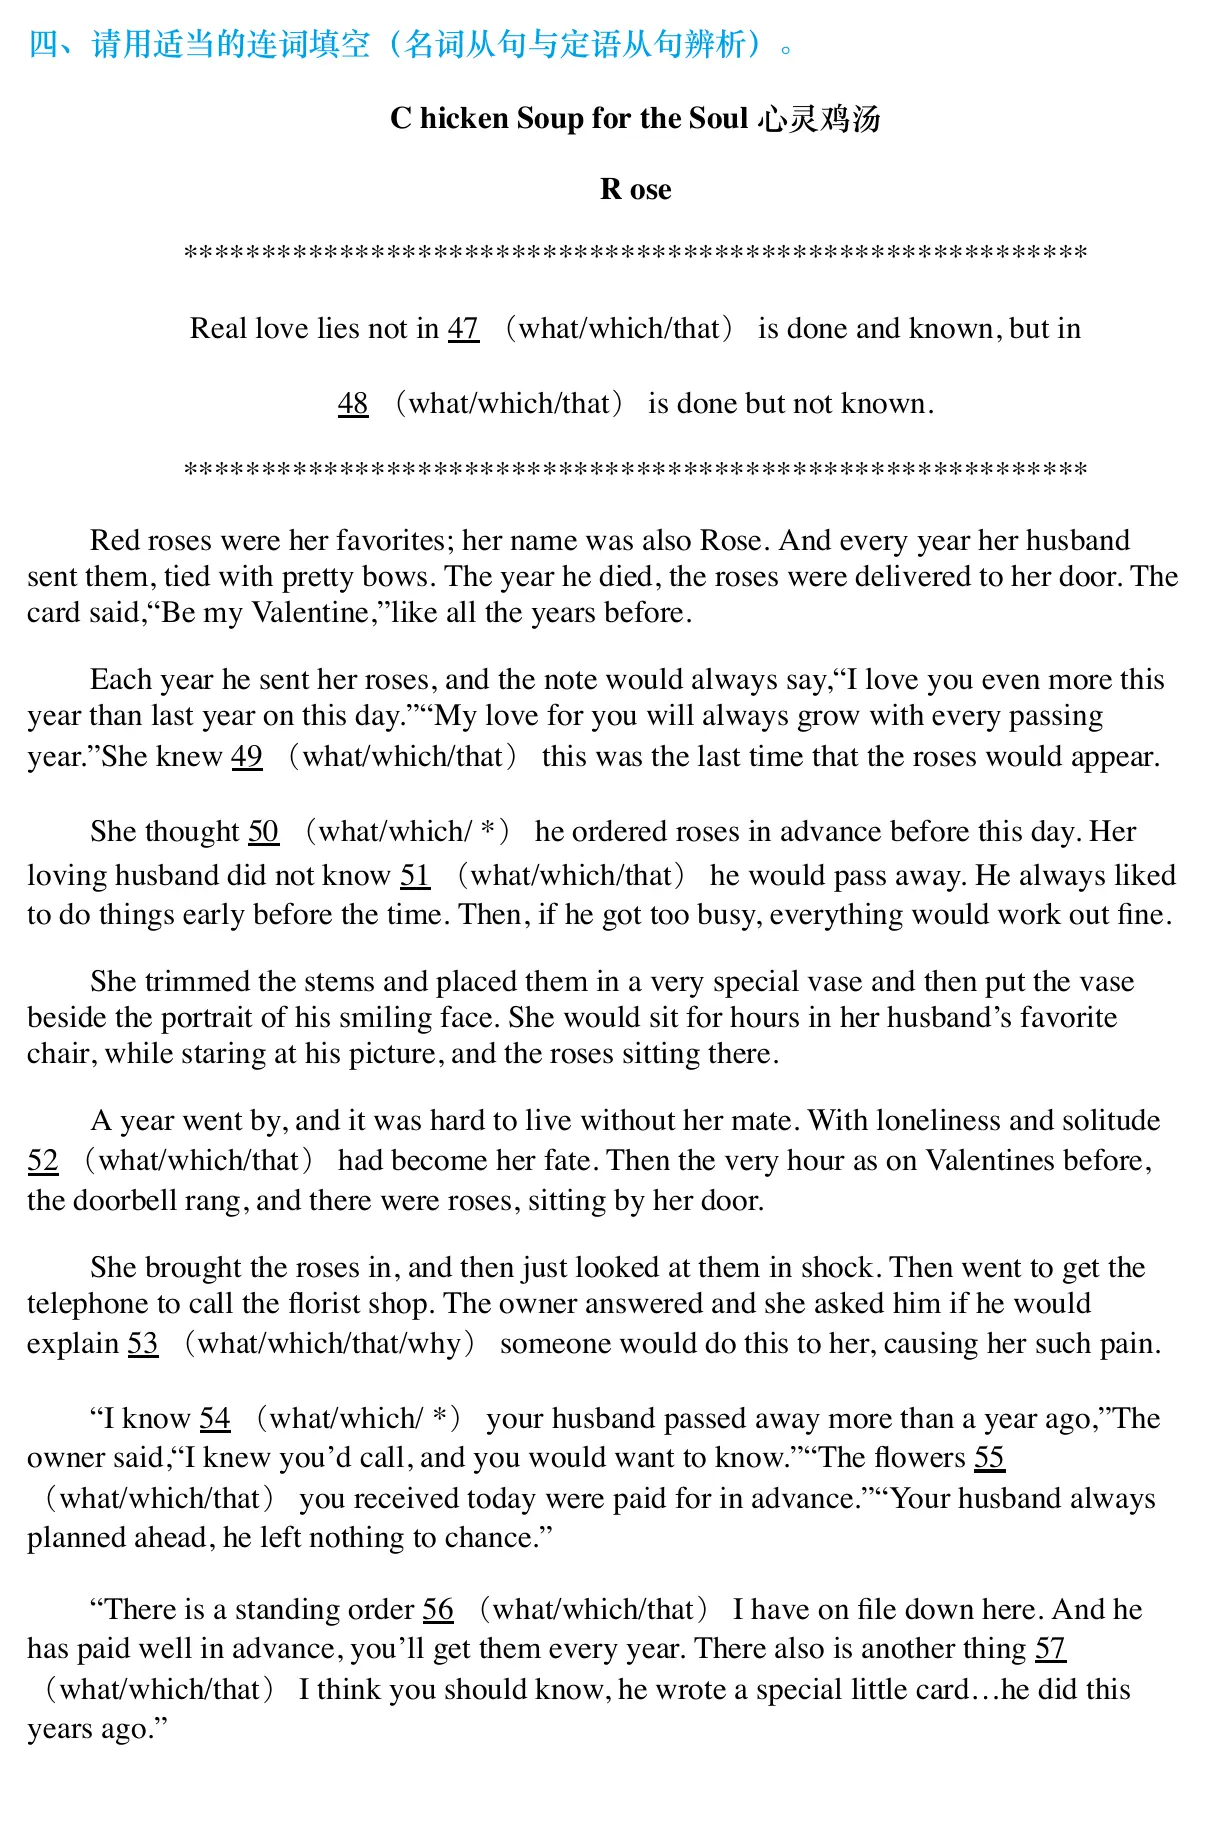 四、请用适当的连词填空（名词从句与定语从句辨析）。
C hicken Soup for the Soul 心灵鸡汤
R ose
**********************************************************
Real love lies not in 47 （what/which/that） is done and known, but in
48 （what/which/that） is done but not known.
**********************************************************
Red roses were her favorites; her name was also Rose. And every year her husband
sent them, tied with pretty bows. The year he died, the roses were delivered to her door. The
card said,“Be my Valentine,”like all the years before.
Each year he sent her roses, and the note would always say,“I love you even more this
year than last year on this day.”“My love for you will always grow with every passing
year.”She knew 49 （what/which/that） this was the last time that the roses would appear.
She thought 50 （what/which/ *） he ordered roses in advance before this day. Her
loving husband did not know 51 （what/which/that） he would pass away. He always liked
to do things early before the time. Then, if he got too busy, everything would work out fine.
She trimmed the stems and placed them in a very special vase and then put the vase
beside the portrait of his smiling face. She would sit for hours in her husband’s favorite
chair, while staring at his picture, and the roses sitting there.
A year went by, and it was hard to live without her mate. With loneliness and solitude
52 （what/which/that） had become her fate. Then the very hour as on Valentines before,
the doorbell rang, and there were roses, sitting by her door.
She brought the roses in, and then just looked at them in shock. Then went to get the
telephone to call the florist shop. The owner answered and she asked him if he would
explain 53 （what/which/that/why） someone would do this to her, causing her such pain.
“I know 54 （what/which/ *） your husband passed away more than a year ago,”The
owner said,“I knew you’d call, and you would want to know.”“The flowers 55
（what/which/that） you received today were paid for in advance.”“Your husband always
planned ahead, he left nothing to chance.”
“There is a standing order 56 （what/which/that） I have on file down here. And he
has paid well in advance, you’ll get them every year. There also is another thing 57
（what/which/that） I think you should know, he wrote a special little card…he did this
years ago.”